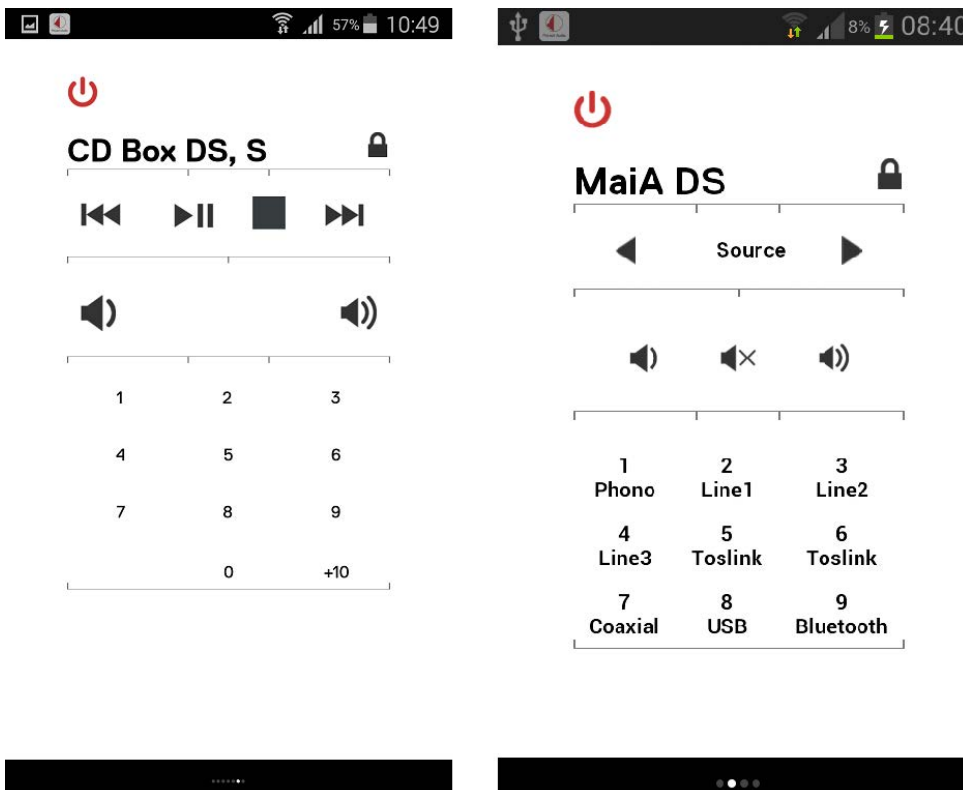 57% 10:49
CD Box DS, S
1 2 3
4 5 6
7 8 9
0 +10
8% 08:40
MaiA DS
Source
1 2 3
Phono Line1 Line2
4 5 6
Line3 Toslink Toslink
7 8 9
Coaxial USB Bluetooth